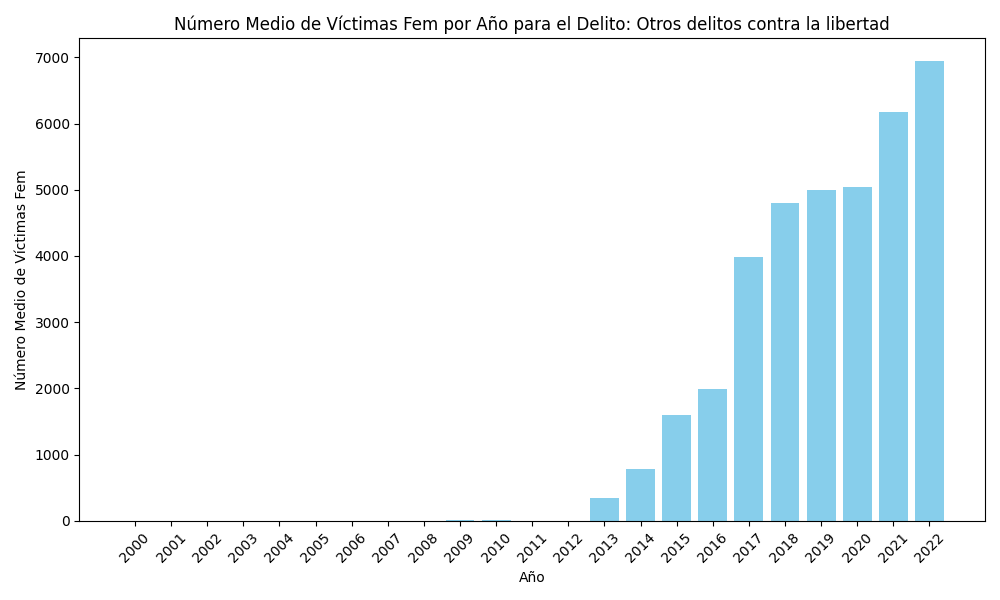 Número Medio de Víctimas Fem por Año para el Delito: Otros delitos contra la libertad
Número Medio de Víctimas Fem
7000
6000
5000
4000
3000
2000
1000
0
2000 2001 2002 2003 2004 2005 2006 2007 2008 2009 2010 2011 2012 2013 2014 2015 2016 2017 2018 2019 2020 2021 2022
Año